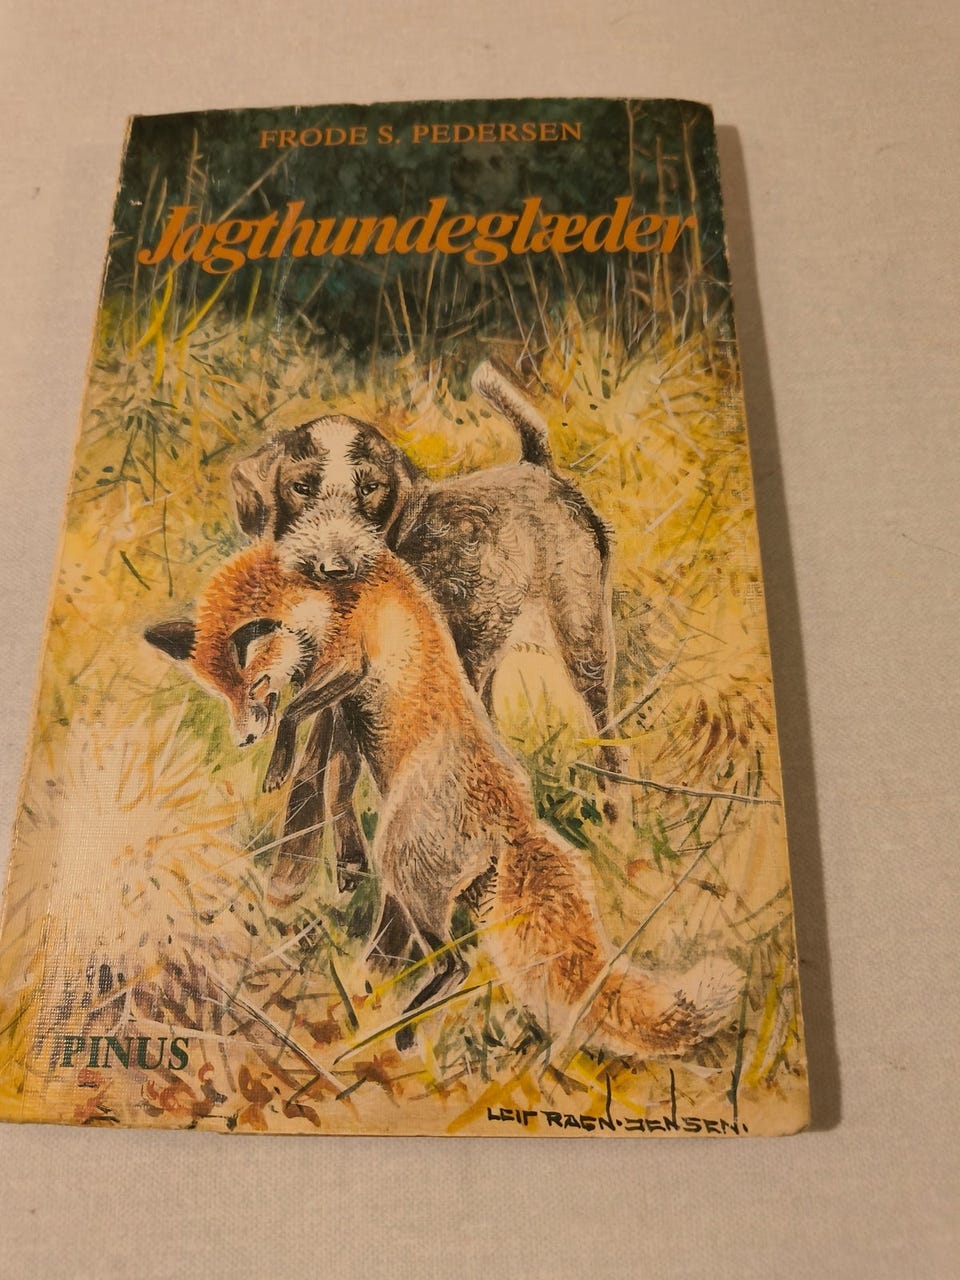 FRODE S. PEDERSEN
Jagthundeglæder
PINUS
LEIF RAGN-JENSEN.